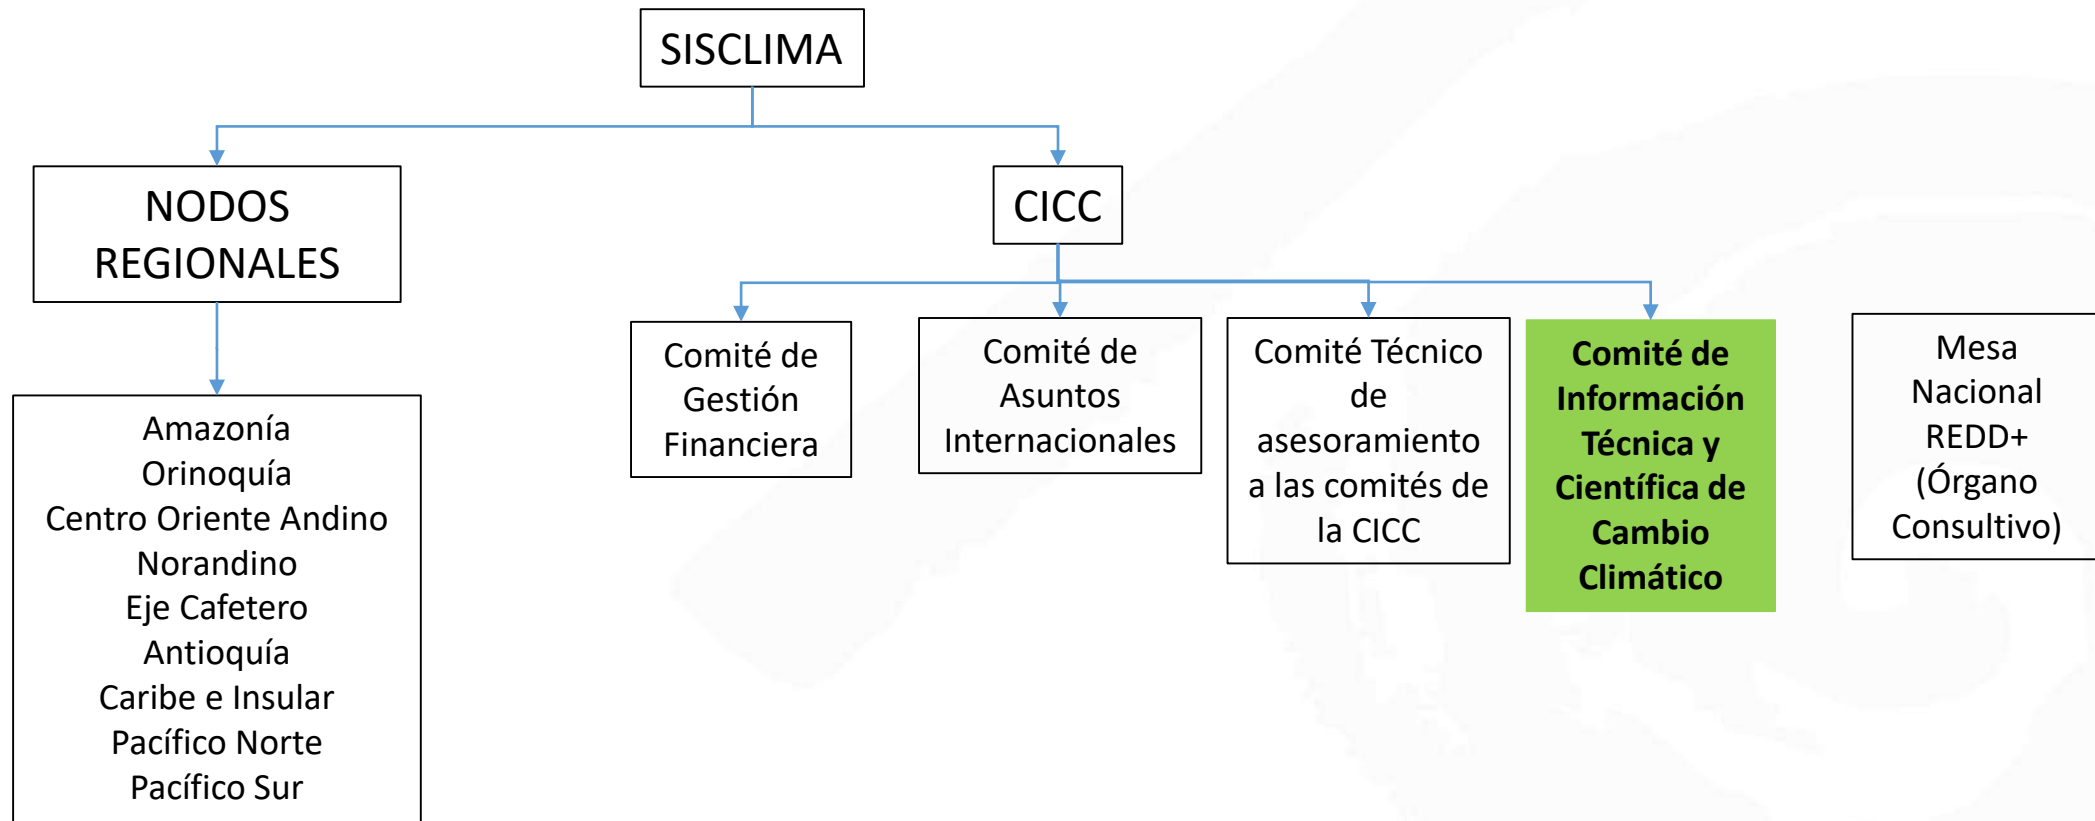 SISCLIMA
NODOS
REGIONALES
CICC
Amazonía
Orinoquía
Centro Oriente Andino
Norandino
Eje Cafetero
Antioquía
Caribe e Insular
Pacífico Norte
Pacífico Sur
Comité de
Gestión
Financiera
Comité de
Asuntos
Internacionales
Comité Técnico
de
asesoramiento
a las comités de
la CICC
Comité de
Información
Técnica y
Científica de
Cambio
Climático
Mesa
Nacional
REDD+
(Órgano
Consultivo)